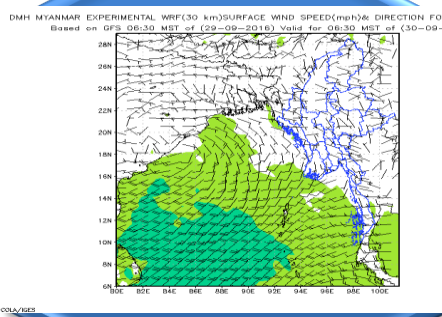 DMH MYANMAR EXPERIMENTAL WRF(30 km)SURFACE WIND SPEED(mph)& DIRECTION FO
Based on GFS 06:30 MST of (29-09-2016) Valid for 06:30 MST of (30-09-
28N
26N
24N
22N
20N
18N
16N
14N
12N
10N
8N
6N
80E 82E 84E 86E 88E 90E 92E 94E 96E 98E 100E
COLA/IGES